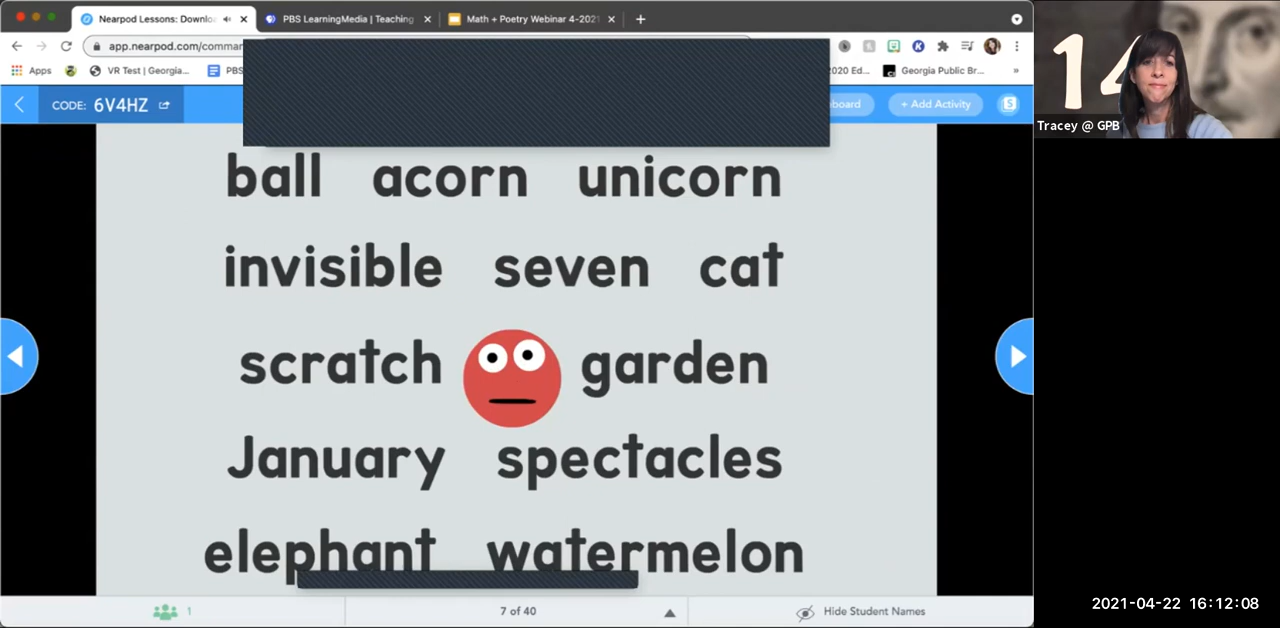 Nearpod Lessons: Downlo
PBS LearningMedia | Teaching
Math + Poetry Webinar 4-2021
app.nearpod.com/comman
Apps
VR Test | Georgia...
PBS
2020 Ed...
Georgia Public Br...
CODE: 6V4HZ
board
+ Add Activity
14
Tracey @ GPB
ball acorn unicorn
invisible seven cat
scratch garden
January spectacles
elephant watermelon
1
7 of 40
Hide Student Names
2021-04-22 16:12:08